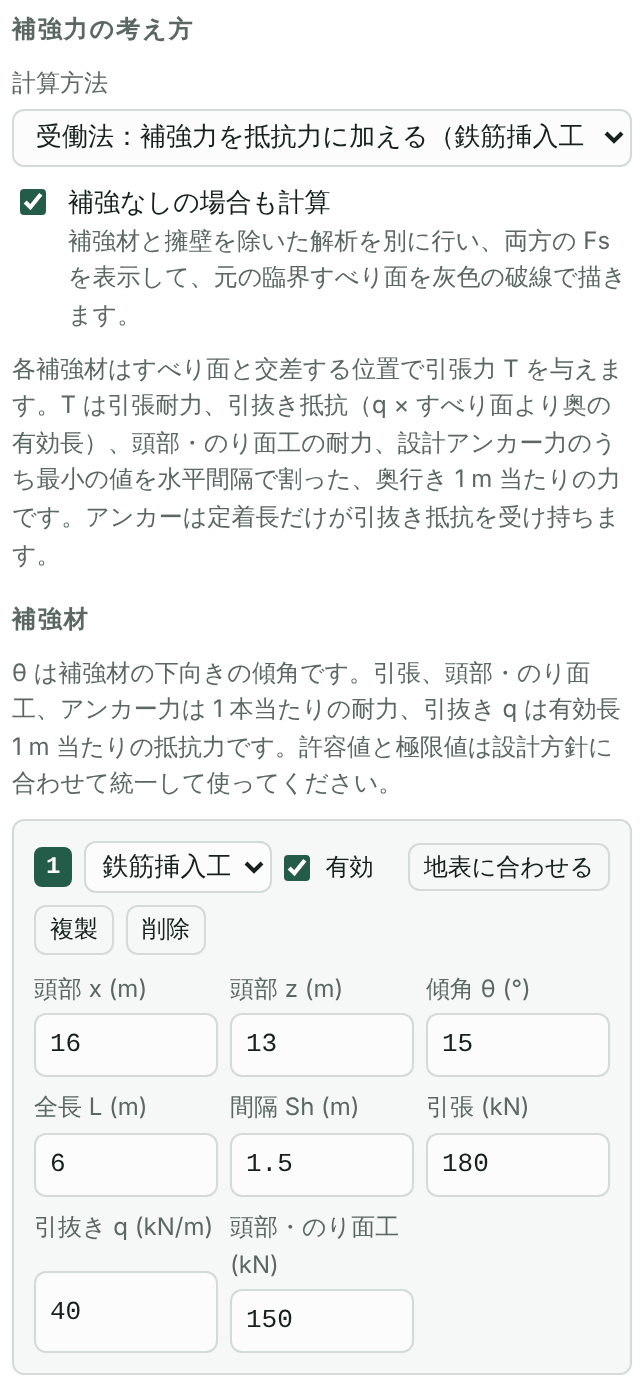 補強力の考え方
計算方法
受働法：補強力を抵抗力に加える（鉄筋挿入工
補強なしの場合も計算
補強材と擁壁を除いた解析を別に行い、両方の Fs
を表示して、元の臨界すべり面を灰色の破線で描き
ます。
各補強材はすべり面と交差する位置で引張力 T を与えま
す。T は引張耐力、引抜き抵抗（q × すべり面より奥の
有効長）、頭部・のり面工の耐力、設計アンカー力のう
ち最小の値を水平間隔で割った、奥行き 1 m 当たりの力
です。アンカーは定着長だけが引抜き抵抗を受け持ちま
す。
補強材
θ は補強材の下向きの傾角です。引張、頭部・のり面
工、アンカー力は 1 本当たりの耐力、引抜き q は有効長
1 m 当たりの抵抗力です。許容値と極限値は設計方針に
合わせて統一して使ってください。
1 鉄筋挿入工 有効 地表に合わせる
複製 削除
頭部 x (m) 頭部 z (m) 傾角 θ (°)
16 13 15
全長 L (m) 間隔 Sh (m) 引張 (kN)
6 1.5 180
引抜き q (kN/m) 頭部・のり面工
(kN)
40 150